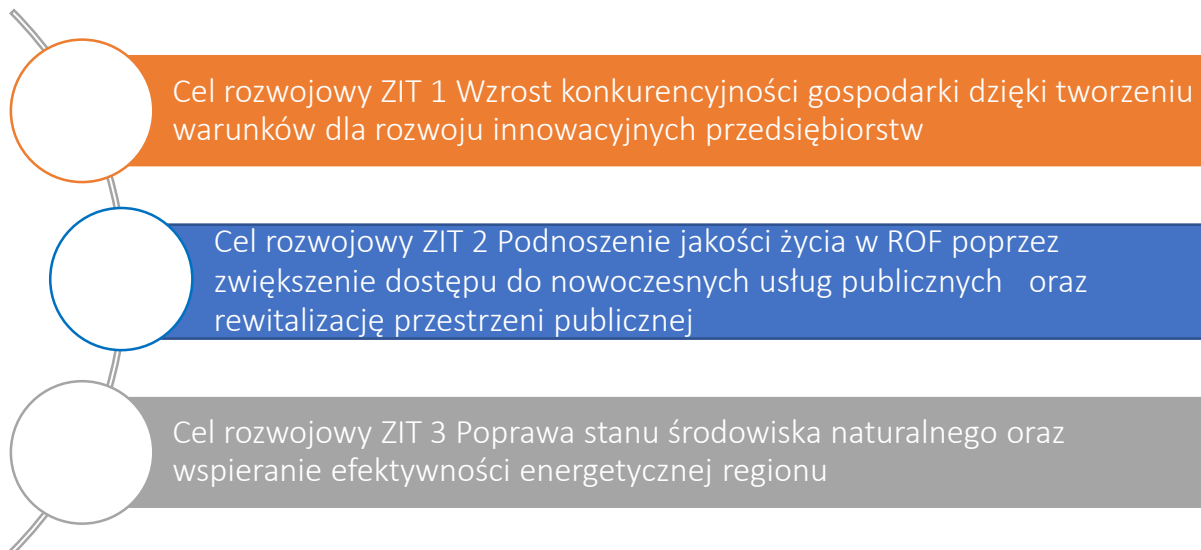 Cel rozwojowy ZIT 1 Wzrost konkurencyjności gospodarki dzięki tworzeniu
warunków dla rozwoju innowacyjnych przedsiębiorstw
Cel rozwojowy ZIT 2 Podnoszenie jakości życia w ROF poprzez
zwiększenie dostępu do nowoczesnych usług publicznych   oraz
rewitalizację przestrzeni publicznej
Cel rozwojowy ZIT 3 Poprawa stanu środowiska naturalnego oraz
wspieranie efektywności energetycznej regionu